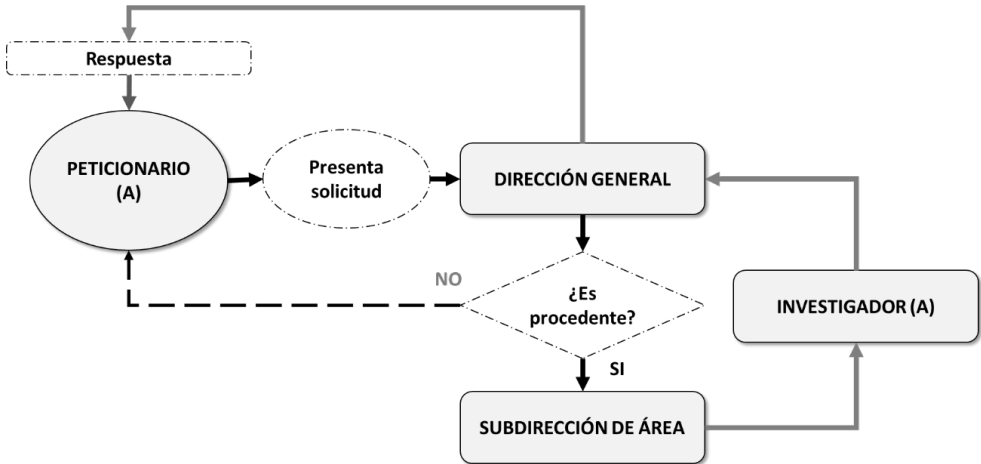 Respuesta
PETICIONARIO
(A)
Presenta
solicitud
DIRECCIÓN GENERAL
NO
¿Es
procedente?
SI
INVESTIGADOR (A)
SUBDIRECCIÓN DE ÁREA